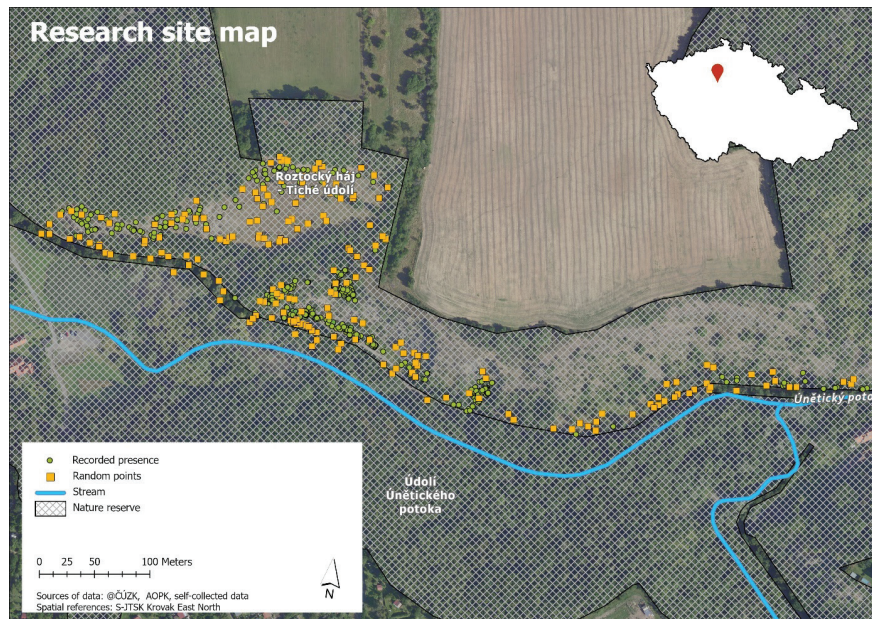 Research site map
Roztocký háj
- Tiché údolí
Únětický poto
Údolí
Únětického
potoka
Recorded presence
Random points
Stream
Nature reserve
0 25 50 100 Meters
N
Sources of data: @ČÚZK, AOPK, self-collected data
Spatial references: S-JTSK Krovak East North